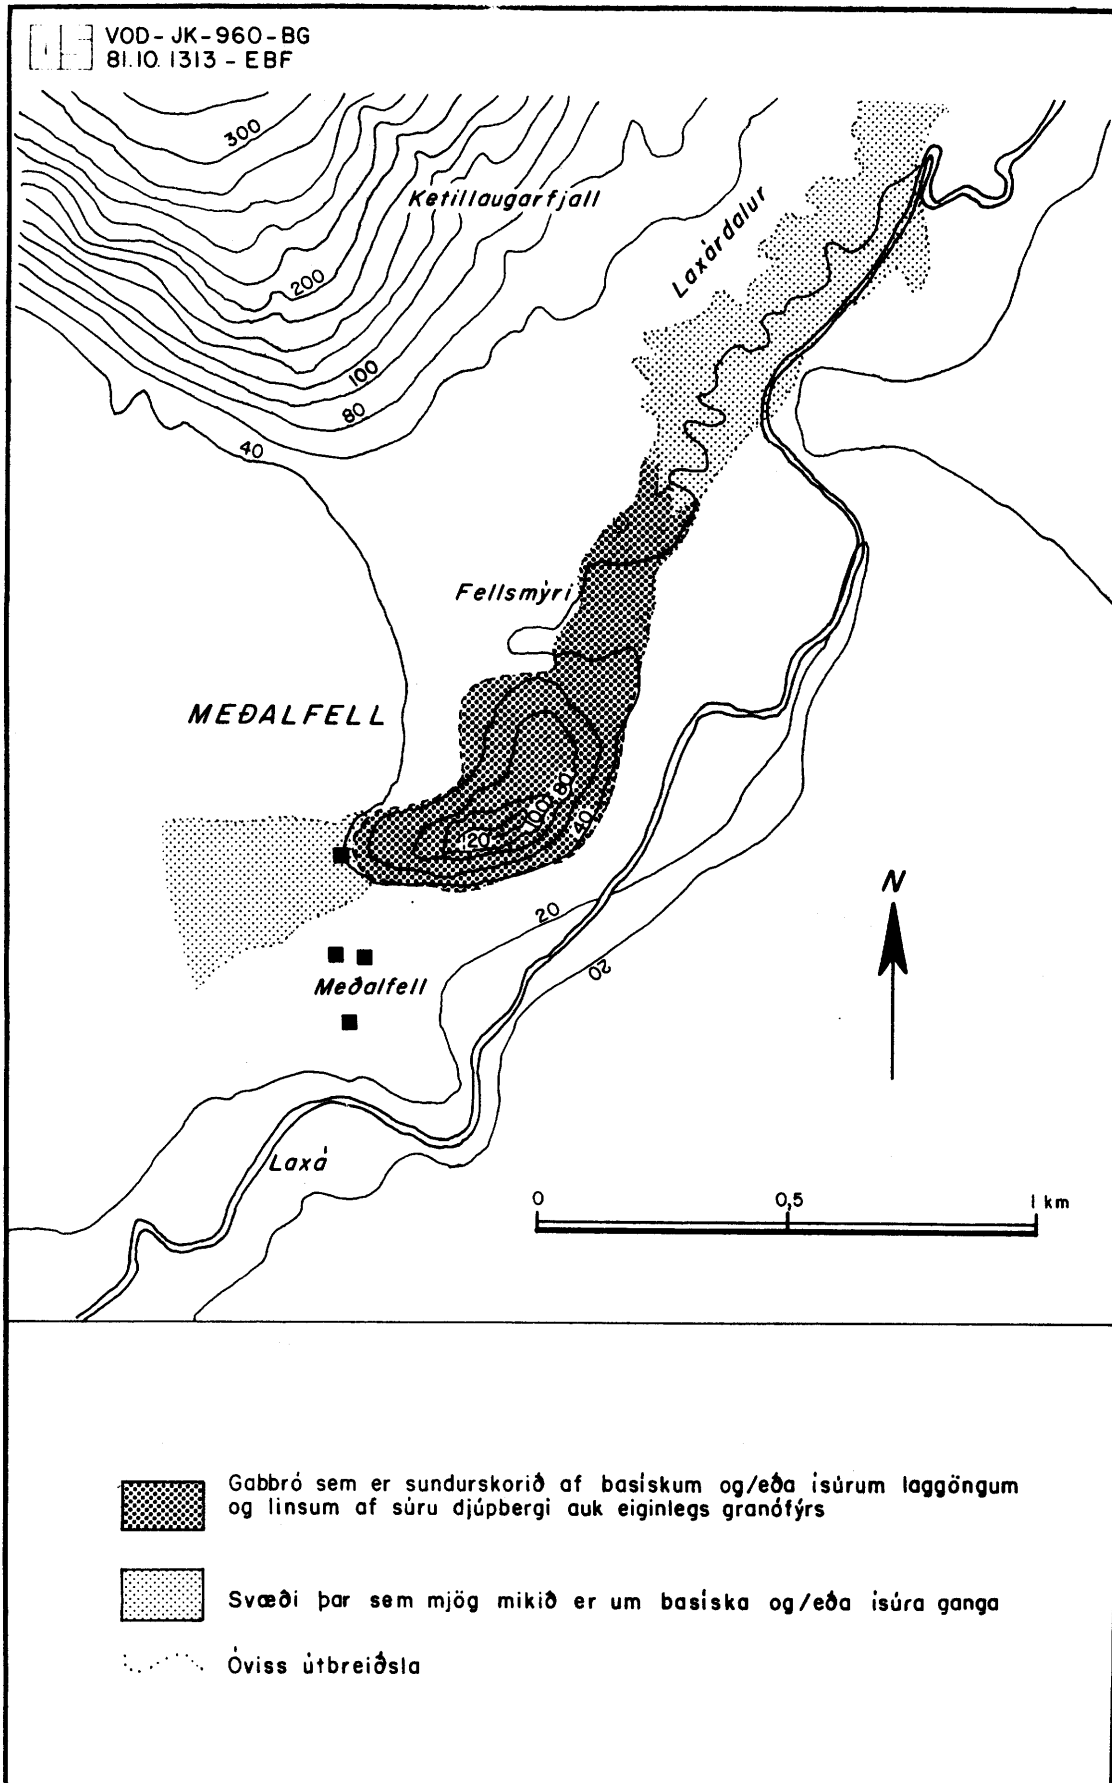 VOD-JK-960-BG
81.10.1313-EBF
300
Ketillaugarfjall
Laxárdalur
200
100
80
40
Fellsmýri
MEÐALFELL
80
100
120
40
20
20
N
Meðalfell
Laxá
0 0,5 1 km
Gabbró sem er sundurskorið af basískum og/eða ísúrum laggöngum
og linsum af súru djúpbergi auk eiginlegs granófýrs
Svæði þar sem mjög mikið er um basíska og/eða ísúra ganga
Óviss útbreiðsla